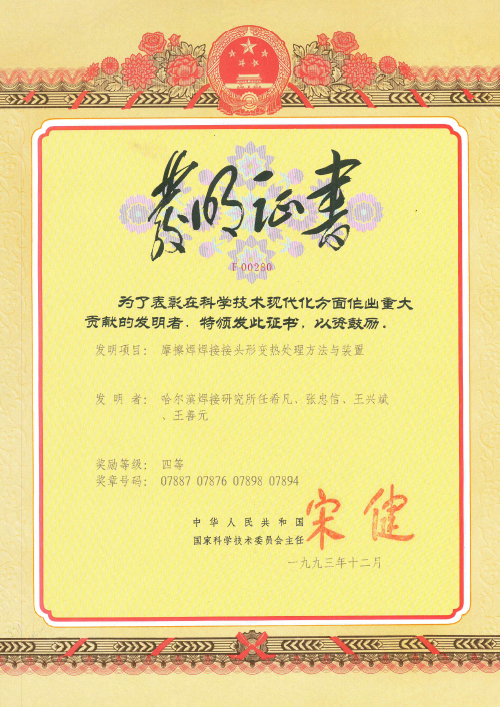 發明证書
F 00280
为了表彰在科学技术现代化方面作出重大
贡献的发明者，特颁发此证书，以资鼓励。
发明项目： 摩擦焊焊接接头形变热处理方法与装置
发 明 者： 哈尔滨焊接研究所任希凡、张忠信、王兴斌
、王善元
奖励等级： 四等
奖章号码： 07887 07876 07898 07894
中华人民共和国
国家科学技术委员会主任
宋健
一九九三年十二月